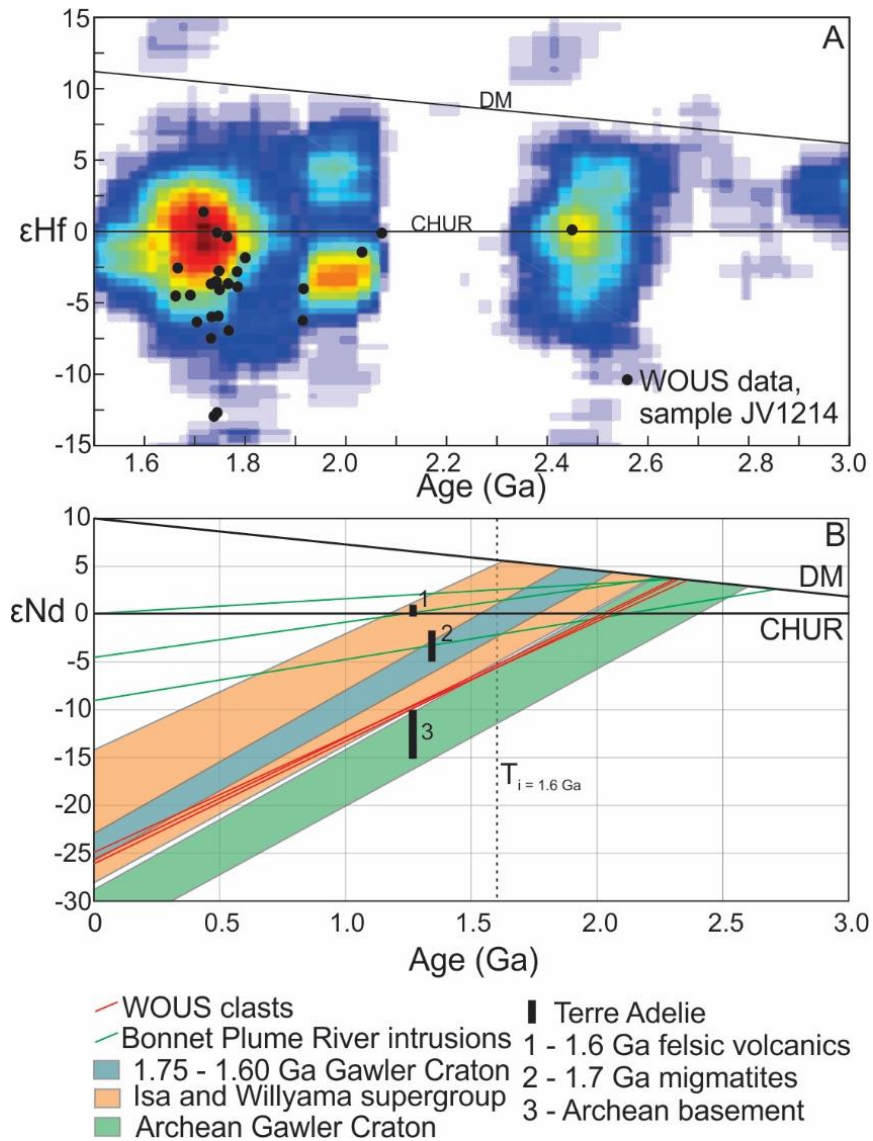 15
A
10
DM
5
εHf 0
CHUR
-5
-10
WOUS data,
sample JV1214
-15
1.6 1.8 2.0 2.2 2.4 2.6 2.8 3.0
Age (Ga)
10
B
5
DM
εNd 0
1
CHUR
2
-5
-10
3
-15
T i = 1.6 Ga
-20
-25
-30
0 0.5 1.0 1.5 2.0 2.5 3.0
Age (Ga)
WOUS clasts
Bonnet Plume River intrusions
1.75 - 1.60 Ga Gawler Craton
Isa and Willyama supergroup
Archean Gawler Craton
Terre Adelie
1 - 1.6 Ga felsic volcanics
2 - 1.7 Ga migmatites
3 - Archean basement